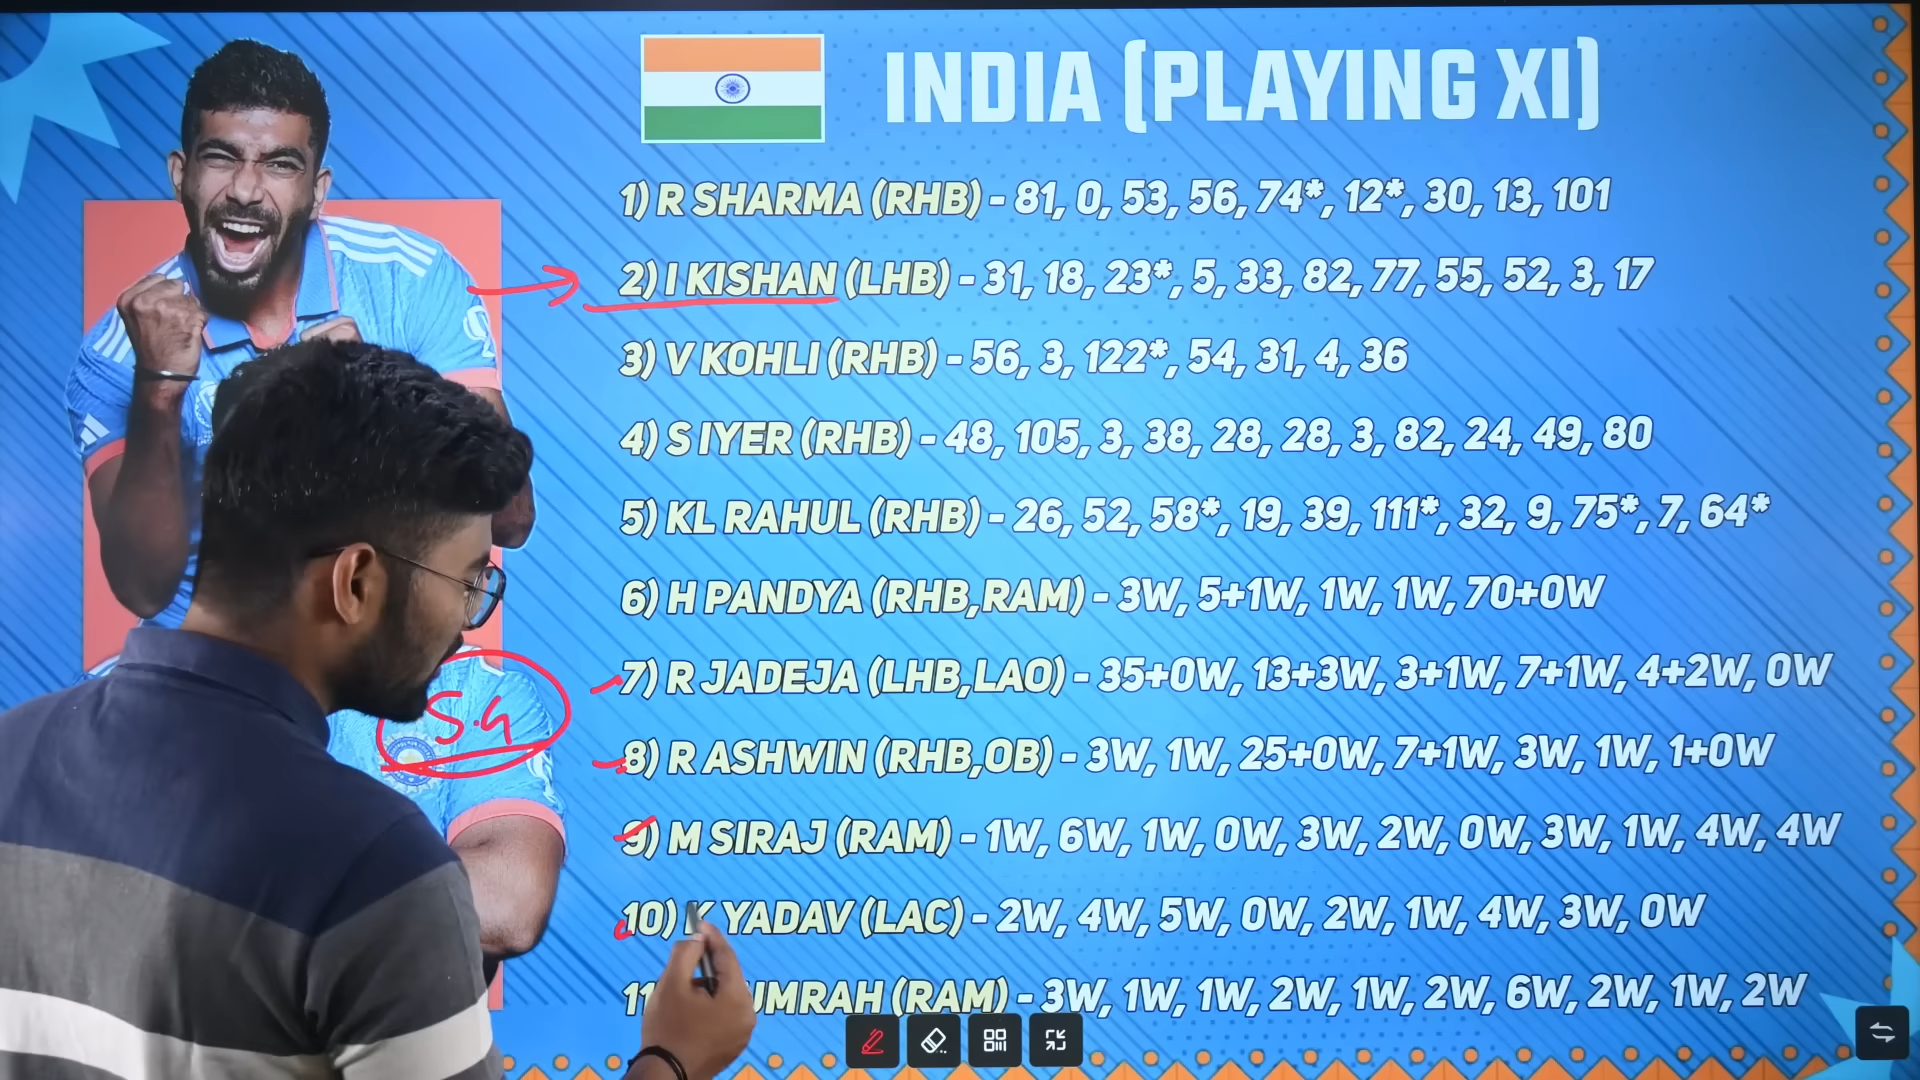 INDIA (PLAYING XI)
1) R SHARMA (RHB) - 81, 0, 53, 56, 74*, 12*, 30, 13, 101
2) I KISHAN (LHB) - 31, 18, 23*, 5, 33, 82, 77, 55, 52, 3, 17
3) V KOHLI (RHB) - 56, 3, 122*, 54, 31, 4, 36
4) S IYER (RHB) - 48, 105, 3, 38, 28, 28, 3, 82, 24, 49, 80
5) KL RAHUL (RHB) - 26, 52, 58*, 19, 39, 111*, 32, 9, 75*, 7, 64*
6) H PANDYA (RHB,RAM) - 3W, 5+1W, 1W, 1W, 70+0W
7) R JADEJA (LHB,LAO) - 35+0W, 13+3W, 3+1W, 7+1W, 4+2W, 0W
S.G
8) R ASHWIN (RHB,OB) - 3W, 1W, 25+0W, 7+1W, 3W, 1W, 1+0W
9) M SIRAJ (RAM) - 1W, 6W, 1W, 0W, 3W, 2W, 0W, 3W, 1W, 4W, 4W
10) K YADAV (LAC) - 2W, 4W, 5W, 0W, 2W, 1W, 4W, 3W, 0W
UMRAH (RAM) - 3W, 1W, 1W, 2W, 1W, 2W, 6W, 2W, 1W, 2W